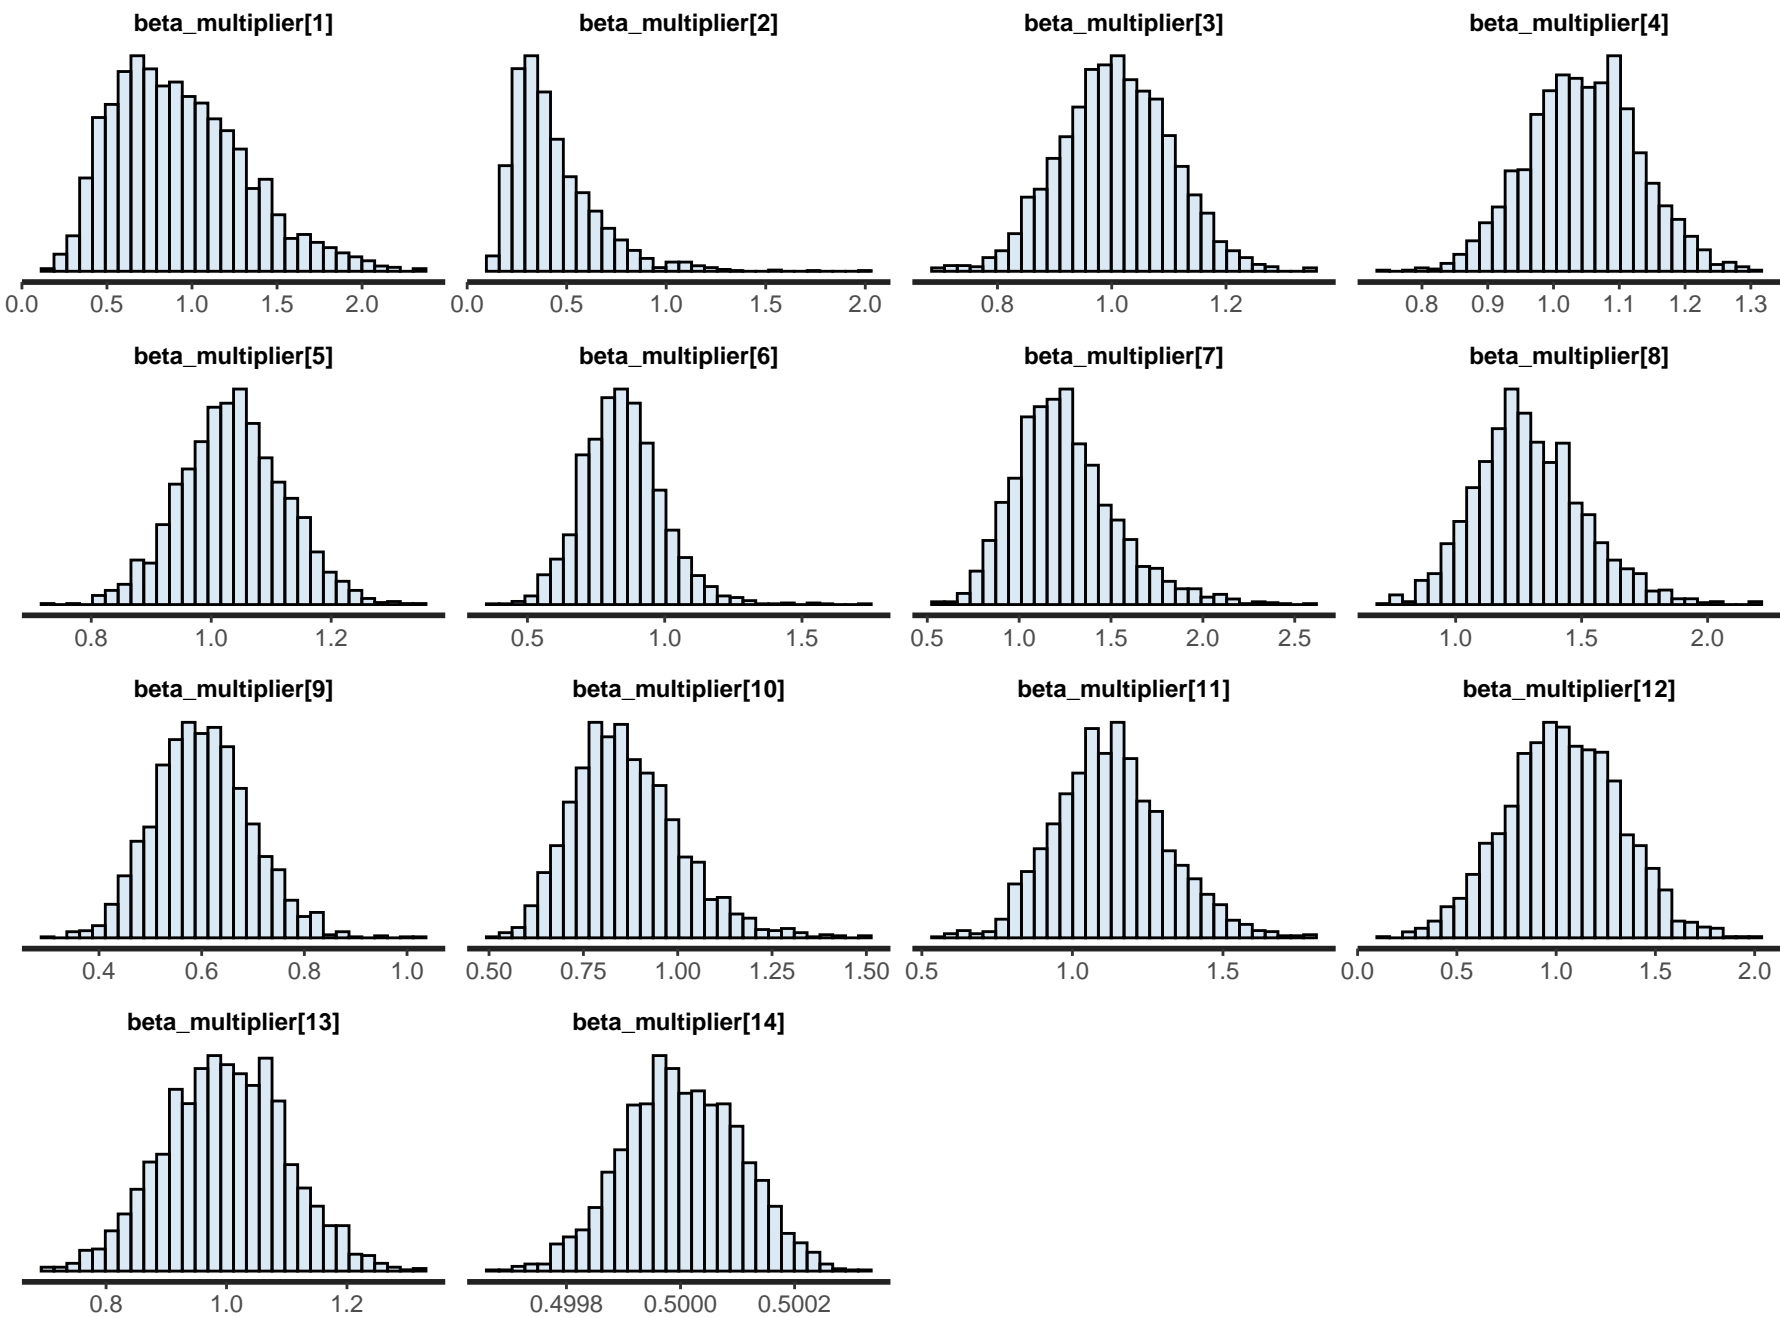 beta_multiplier[1] beta_multiplier[2] beta_multiplier[3] beta_multiplier[4]
0.0 0.5 1.0 1.5 2.0 0.0 0.5 1.0 1.5 2.0 0.8 1.0 1.2 0.8 0.9 1.0 1.1 1.2 1.3
beta_multiplier[5] beta_multiplier[6] beta_multiplier[7] beta_multiplier[8]
0.8 1.0 1.2 0.5 1.0 1.5 0.5 1.0 1.5 2.0 2.5 1.0 1.5 2.0
beta_multiplier[9] beta_multiplier[10] beta_multiplier[11] beta_multiplier[12]
0.4 0.6 0.8 1.0 0.50 0.75 1.00 1.25 1.50 0.5 1.0 1.5 0.0 0.5 1.0 1.5 2.0
beta_multiplier[13] beta_multiplier[14]
0.8 1.0 1.2 0.4998 0.5000 0.5002